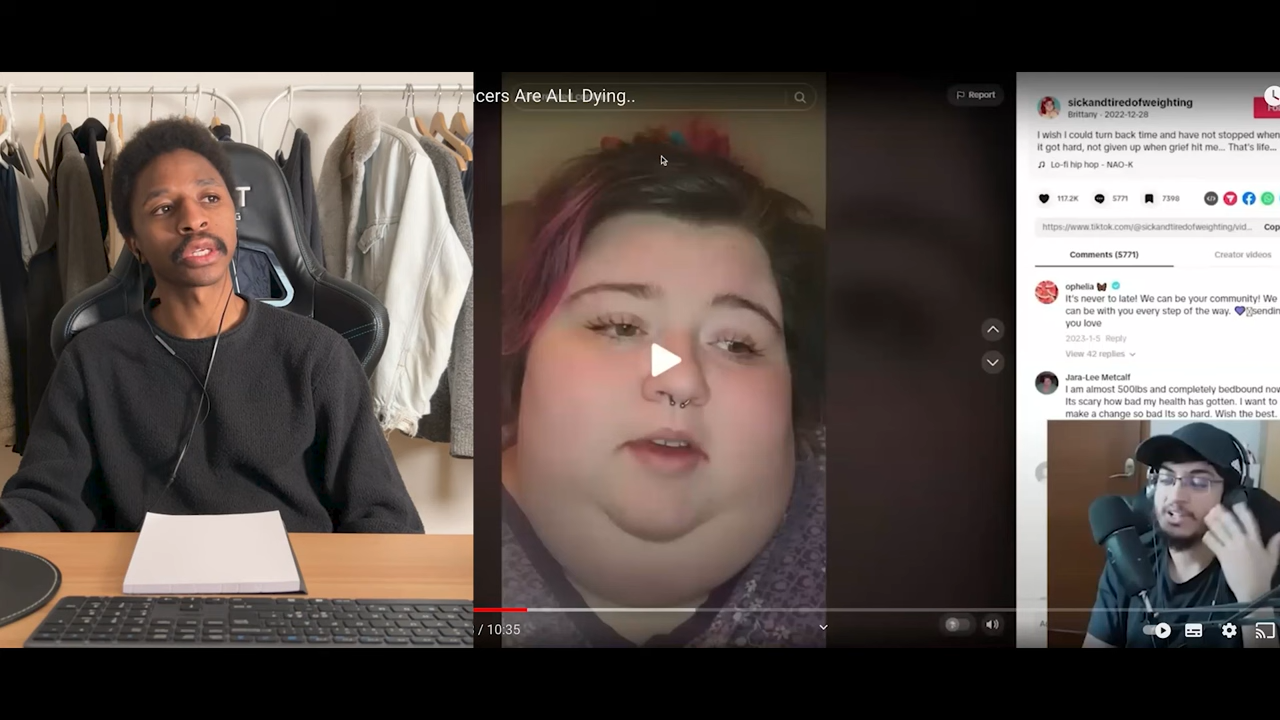 T
G
cers Are ALL Dying..
Report
sickandtiredofweighting
Brittany · 2022-12-28
I wish I could turn back time and have not stopped when
it got hard, not given up when grief hit me... That's life...
Lo-fi hip hop - NAO-K
117.2K
5771
7398
https://www.tiktok.com/@sickandtiredofweighting/vid...
Cop
Comments (5771)
Creator videos
ophelia
It's never to late! We can be your community! We
can be with you every step of the way. 💜 sendin
you love
2023-1-5 Reply
View 42 replies
Jara-Lee Metcalf
I am almost 500lbs and completely bedbound now
Its scary how bad my health has gotten. I want to
make a change so bad its so hard. Wish the best.
/ 10:35